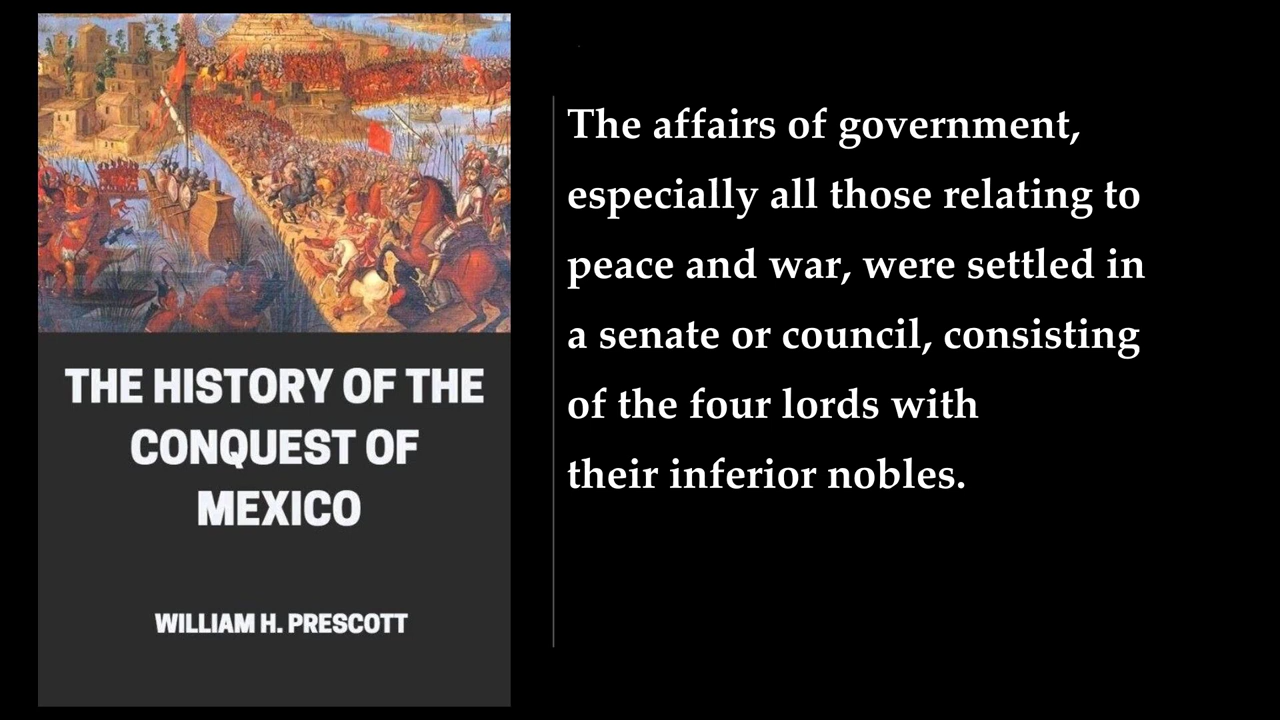 THE HISTORY OF THE
CONQUEST OF
MEXICO
WILLIAM H. PRESCOTT
The affairs of government,
especially all those relating to
peace and war, were settled in
a senate or council, consisting
of the four lords with
their inferior nobles.